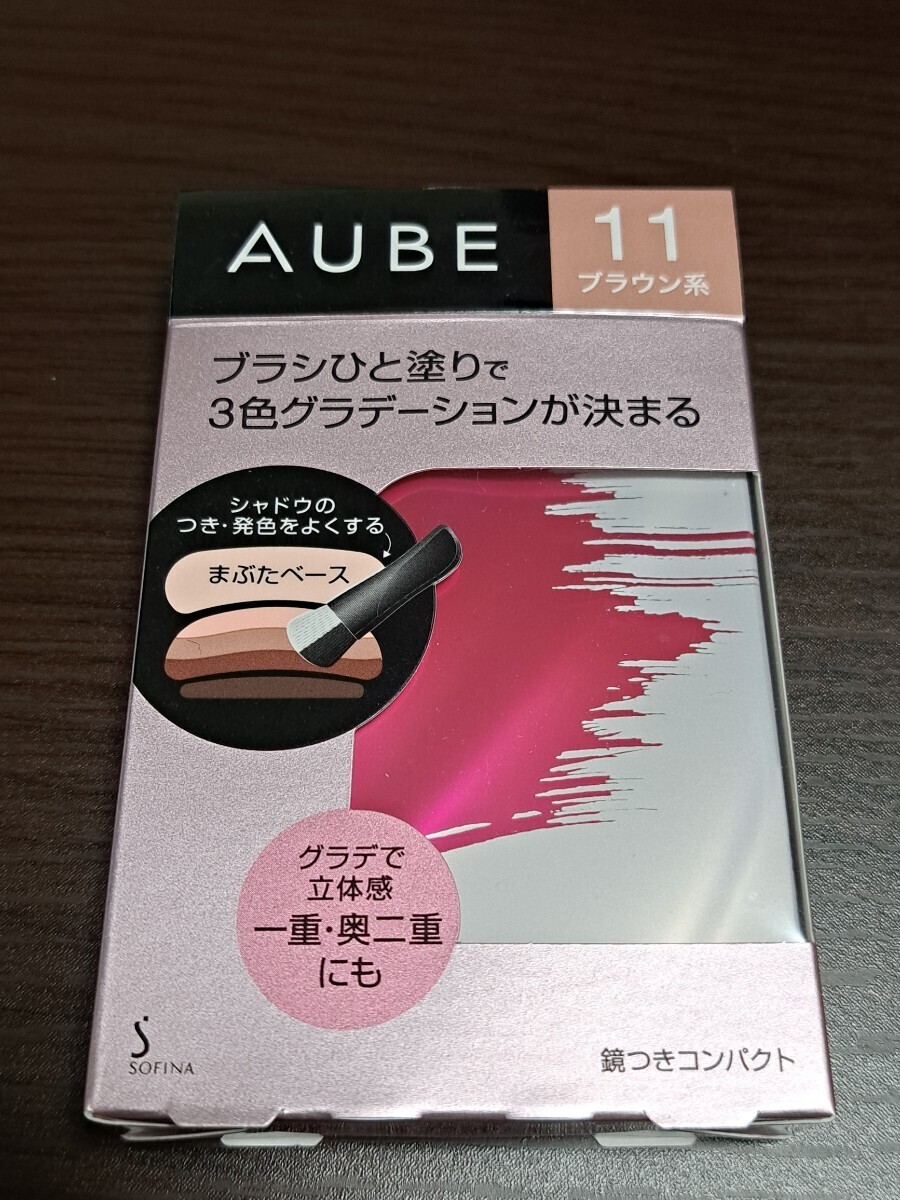 AUBE
11
ブラウン系
ブラシひと塗りで
3色グラデーションが決まる
シャドウの
つき・発色をよくする
まぶたベース
グラデで
立体感
一重・奥二重
にも
SOFINA
鏡つきコンパクト